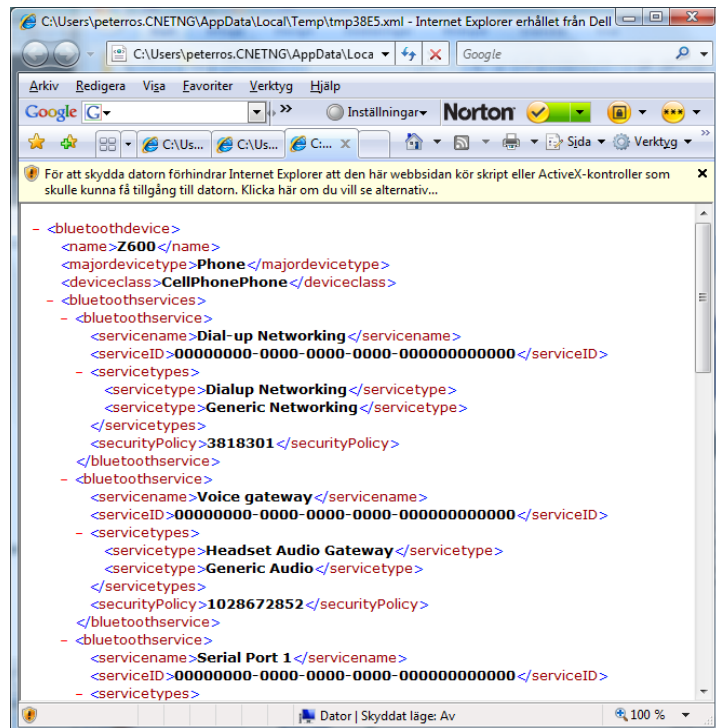 C:\Users\peterros.CNETNG\AppData\Local\Temp\tmp38E5.xml - Internet Explorer erhållet från Dell
C:\Users\peterros.CNETNG\AppData\Loca Google
Arkiv Redigera Visa Favoriter Verktyg Hjälp
Google G Inställningar Norton
C:\Us... C:\Us... C:... x Sida Verktyg
För att skydda datorn förhindrar Internet Explorer att den här webbsidan kör skript eller ActiveX-kontroller som
skulle kunna få tillgång till datorn. Klicka här om du vill se alternativ...
- <bluetoothdevice>
<name>Z600</name>
<majordevicetype>Phone</majordevicetype>
<deviceclass>CellPhonePhone</deviceclass>
- <bluetoothservices>
- <bluetoothservice>
<servicename>Dial-up Networking</servicename>
<serviceID>00000000-0000-0000-0000-000000000000</serviceID>
- <servicetypes>
<servicetype>Dialup Networking</servicetype>
<servicetype>Generic Networking</servicetype>
</servicetypes>
<securityPolicy>3818301</securityPolicy>
</bluetoothservice>
- <bluetoothservice>
<servicename>Voice gateway</servicename>
<serviceID>00000000-0000-0000-0000-000000000000</serviceID>
- <servicetypes>
<servicetype>Headset Audio Gateway</servicetype>
<servicetype>Generic Audio</servicetype>
</servicetypes>
<securityPolicy>1028672852</securityPolicy>
</bluetoothservice>
- <bluetoothservice>
<servicename>Serial Port 1</servicename>
<serviceID>00000000-0000-0000-0000-000000000000</serviceID>
- <servicetypes>
Dator | Skyddat läge: Av 100 %